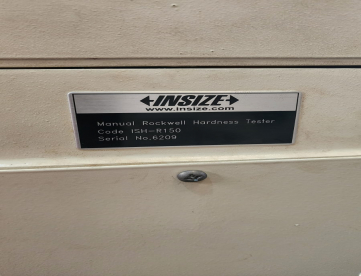 INSIZE
www.insize.com
Manual Rockwell Hardness Tester
Code ISH-R150
Serial No.6209